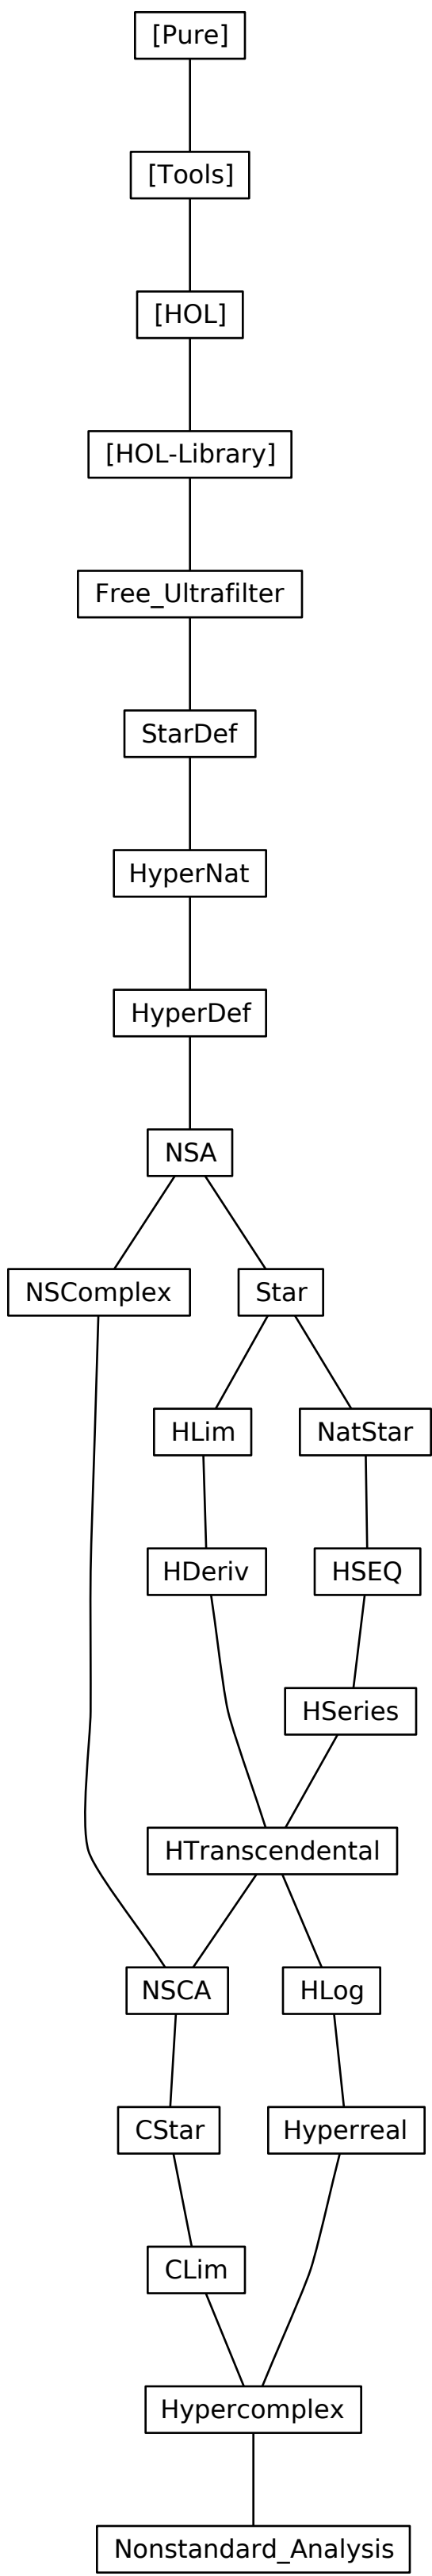 [Pure]
[Tools]
[HOL]
[HOL-Library]
Free_Ultrafilter
StarDef
HyperNat
HyperDef
NSA
NSComplex
Star
HLim
NatStar
HDeriv
HSEQ
HSeries
HTranscendental
NSCA
HLog
CStar
Hyperreal
CLim
Hypercomplex
Nonstandard_Analysis